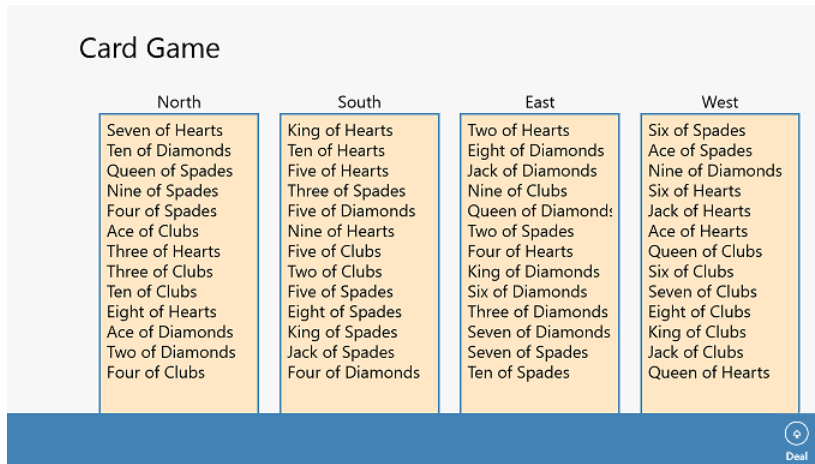 Card Game
North
Seven of Hearts
Ten of Diamonds
Queen of Spades
Nine of Spades
Four of Spades
Ace of Clubs
Three of Hearts
Three of Clubs
Ten of Clubs
Eight of Hearts
Ace of Diamonds
Two of Diamonds
Four of Clubs
South
King of Hearts
Ten of Hearts
Five of Hearts
Three of Spades
Five of Diamonds
Nine of Hearts
Five of Clubs
Two of Clubs
Five of Spades
Eight of Spades
King of Spades
Jack of Spades
Four of Diamonds
East
Two of Hearts
Eight of Diamonds
Jack of Diamonds
Nine of Clubs
Queen of Diamonds
Two of Spades
Four of Hearts
King of Diamonds
Six of Diamonds
Three of Diamonds
Seven of Diamonds
Seven of Spades
Ten of Spades
West
Six of Spades
Ace of Spades
Nine of Diamonds
Six of Hearts
Jack of Hearts
Ace of Hearts
Queen of Clubs
Six of Clubs
Seven of Clubs
Eight of Clubs
King of Clubs
Jack of Clubs
Queen of Hearts
Deal